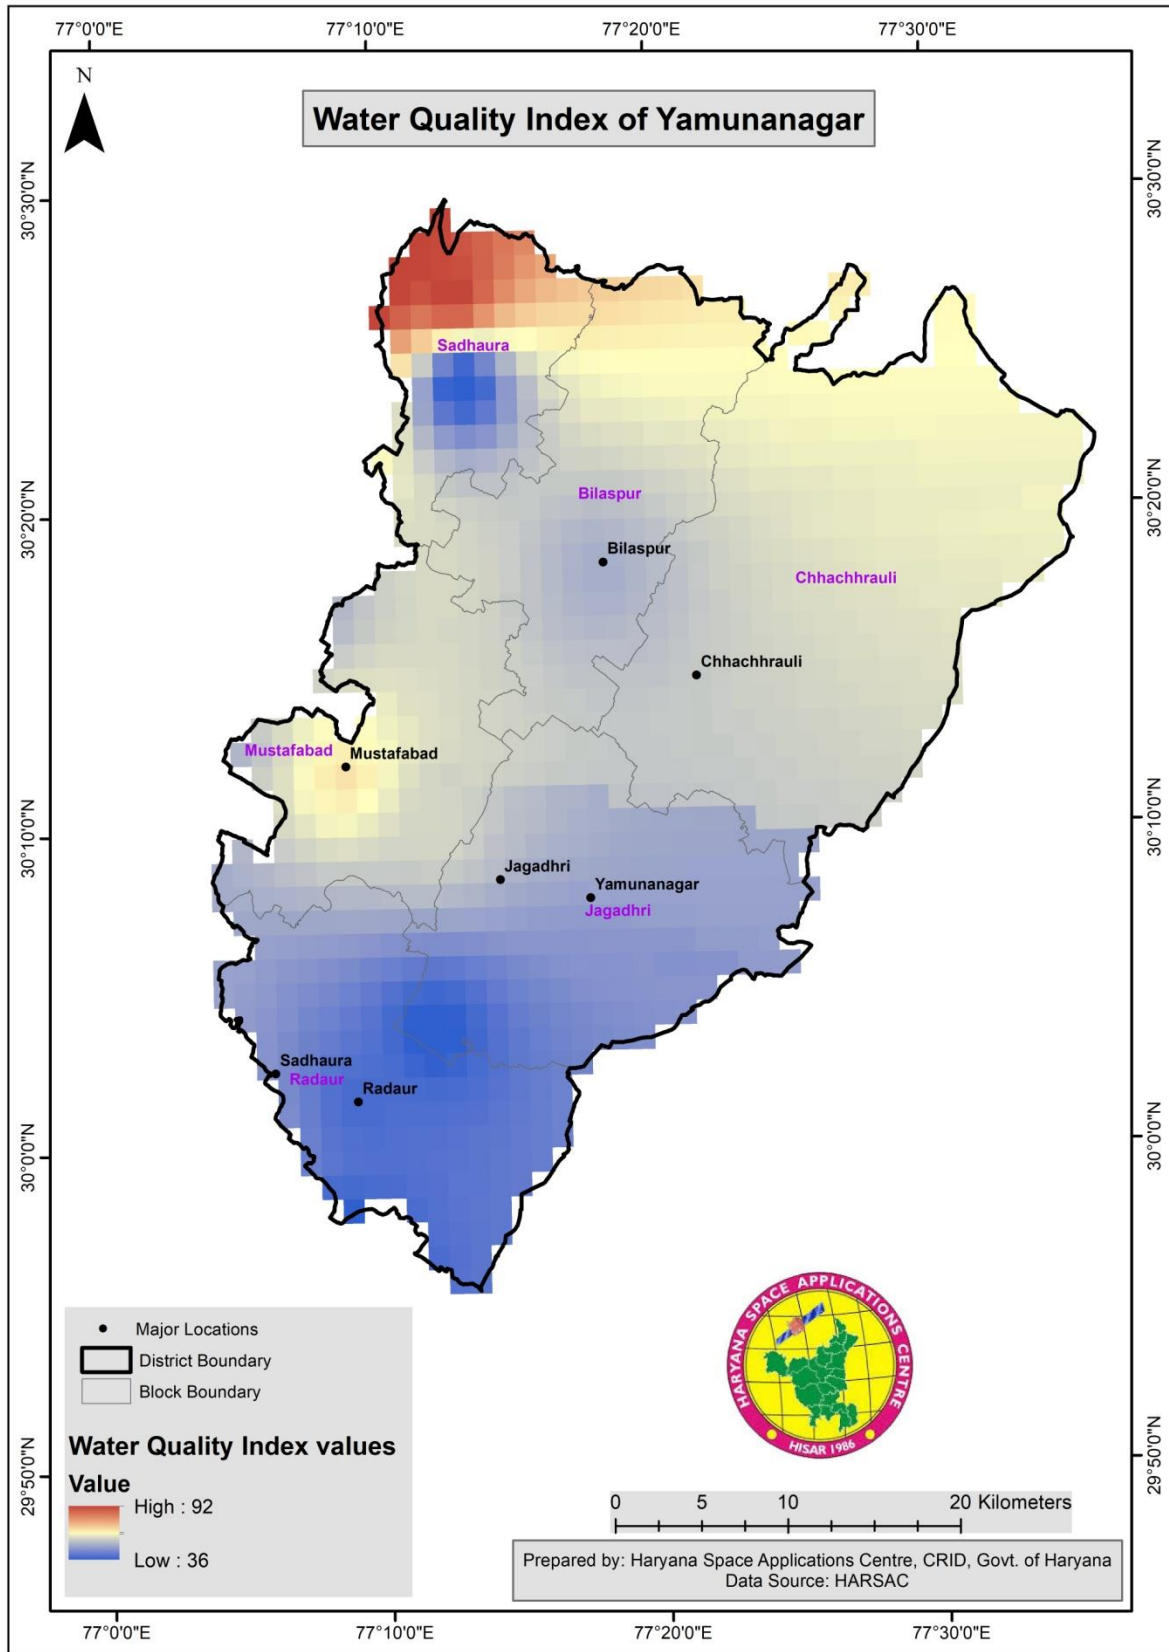 77°0'0"E 77°10'0"E 77°20'0"E 77°30'0"E
N
Water Quality Index of Yamunanagar
30°30'0"N
30°30'0"N
Sadhaura
30°20'0"N
30°20'0"N
Bilaspur
Bilaspur
Chhachhrauli
Chhachhrauli
Mustafabad
Mustafabad
30°10'0"N
30°10'0"N
Jagadhri
Yamunanagar
Jagadhri
Sadhaura
Radaur
Radaur
30°0'0"N
30°0'0"N
Major Locations
District Boundary
Block Boundary
Water Quality Index values
Value
High : 92
Low : 36
29°50'0"N
29°50'0"N
HARYANA SPACE APPLICATIONS CENTRE
HISAR 1986
0 5 10 20 Kilometers
Prepared by: Haryana Space Applications Centre, CRID, Govt. of Haryana
Data Source: HARSAC
77°0'0"E 77°10'0"E 77°20'0"E 77°30'0"E